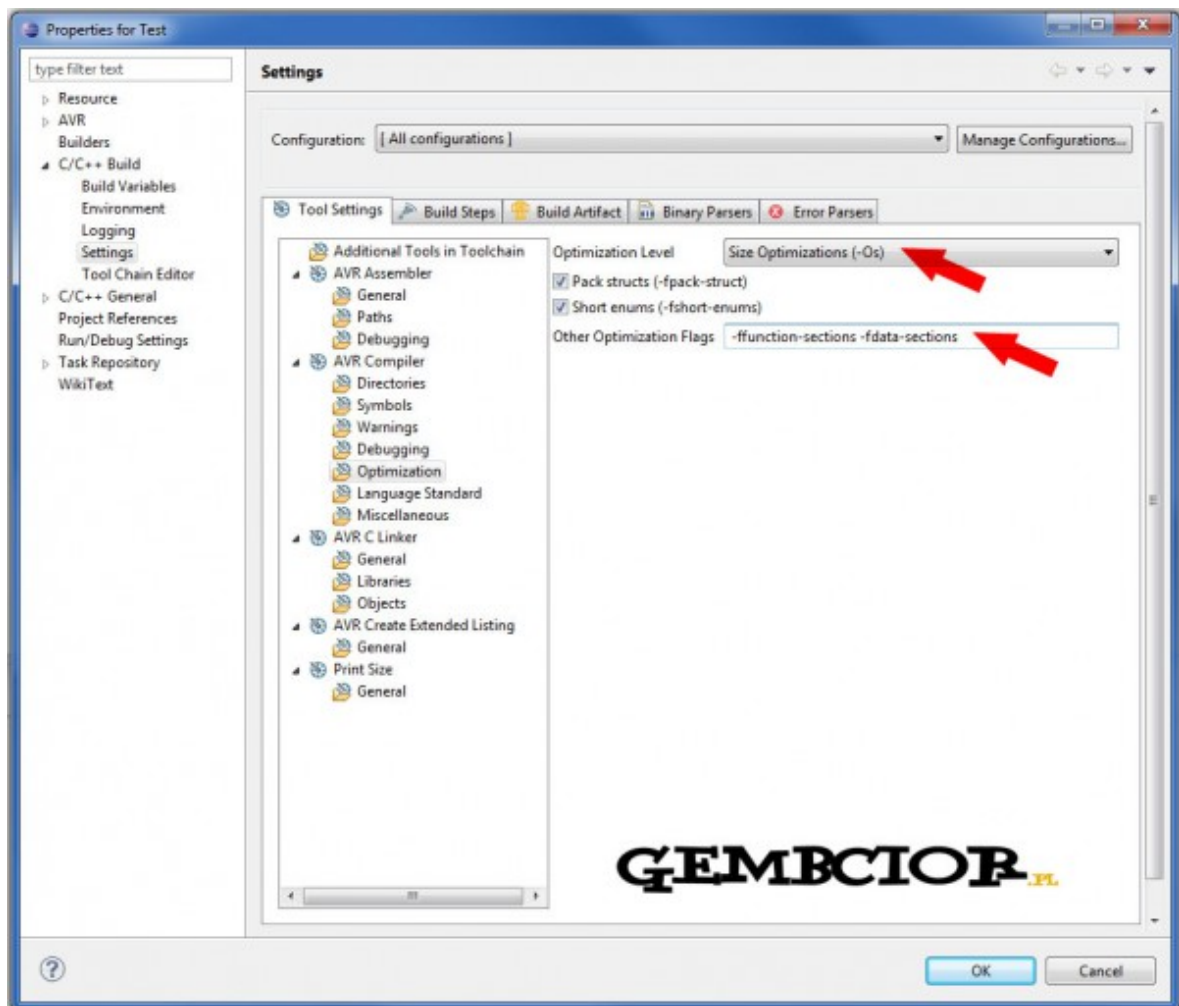 Properties for Test
type filter text
Resource
AVR
Builders
C/C++ Build
Build Variables
Environment
Logging
Settings
Tool Chain Editor
C/C++ General
Project References
Run/Debug Settings
Task Repository
WikiText
Settings
Configuration: [ All configurations ] Manage Configurations...
Tool Settings Build Steps Build Artifact Binary Parsers Error Parsers
Additional Tools in Toolchain
AVR Assembler
General
Paths
Debugging
AVR Compiler
Directories
Symbols
Warnings
Debugging
Optimization
Language Standard
Miscellaneous
AVR C Linker
General
Libraries
Objects
AVR Create Extended Listing
General
Print Size
General
Optimization Level Size Optimizations (-Os)
Pack structs (-fpack-struct)
Short enums (-fshort-enums)
Other Optimization Flags -ffunction-sections -fdata-sections
GEMBCIOR.PL
OK Cancel